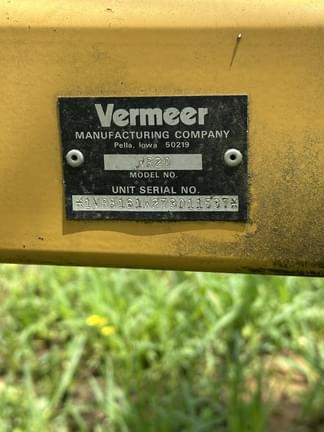 Vermeer
MANUFACTURING COMPANY
Pella, Iowa 50219
MODEL NO.
UNIT SERIAL NO.